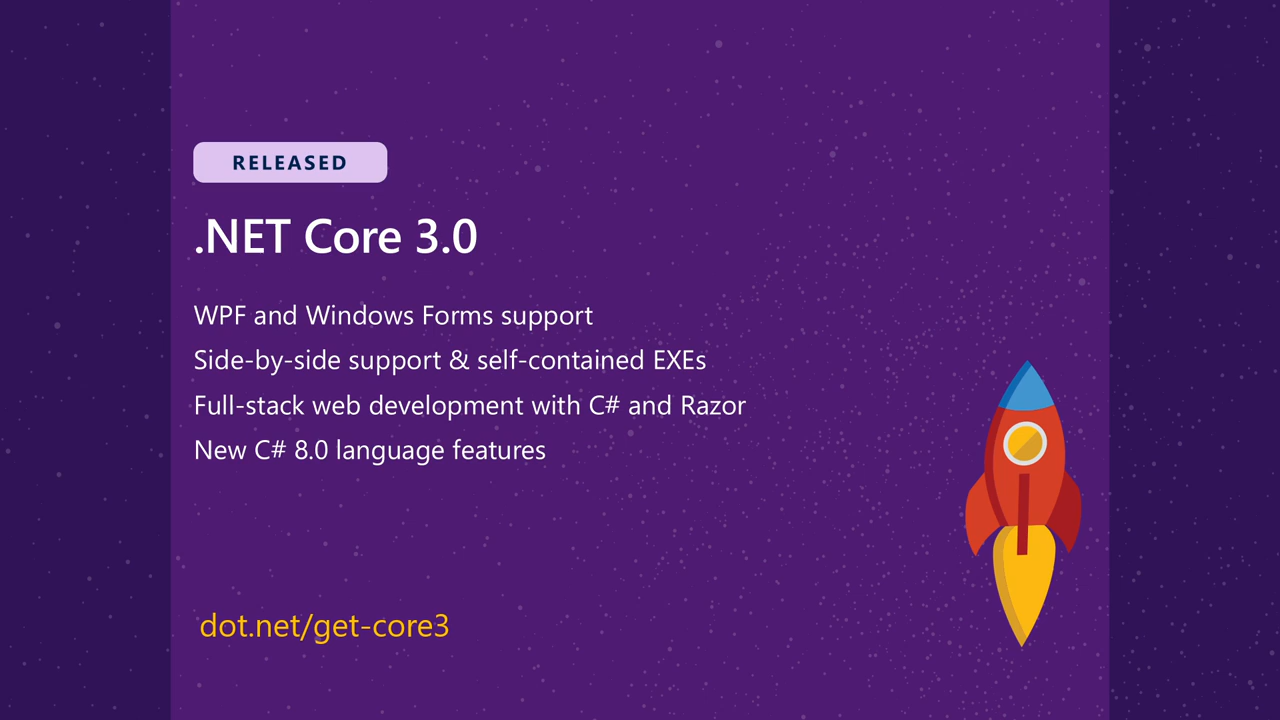 RELEASED
.NET Core 3.0
WPF and Windows Forms support
Side-by-side support & self-contained EXEs
Full-stack web development with C# and Razor
New C# 8.0 language features
dot.net/get-core3